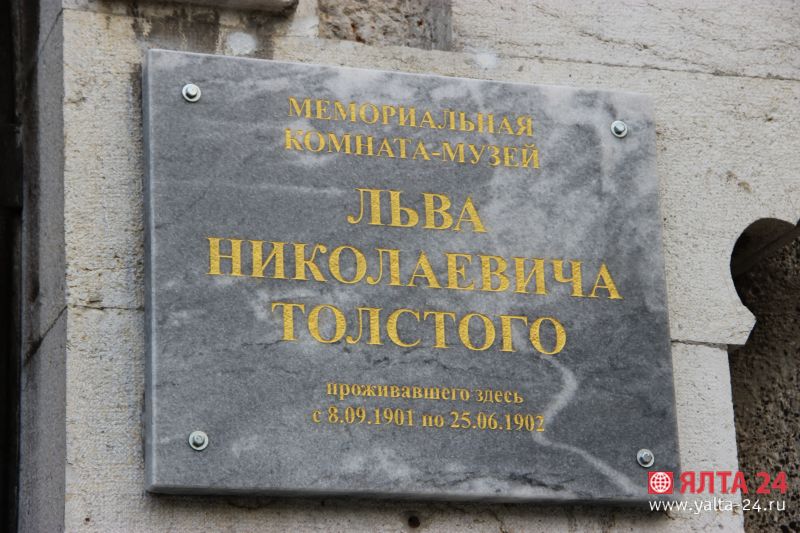 МЕМОРИАЛЬНАЯ
КОМНАТА-МУЗЕЙ
ЛЬВА
НИКОЛАЕВИЧА
ТОЛСТОГО
проживавшего здесь
с 8.09.1901 по 25.06.1902
ЯЛТА 24
www.yalta-24.ru